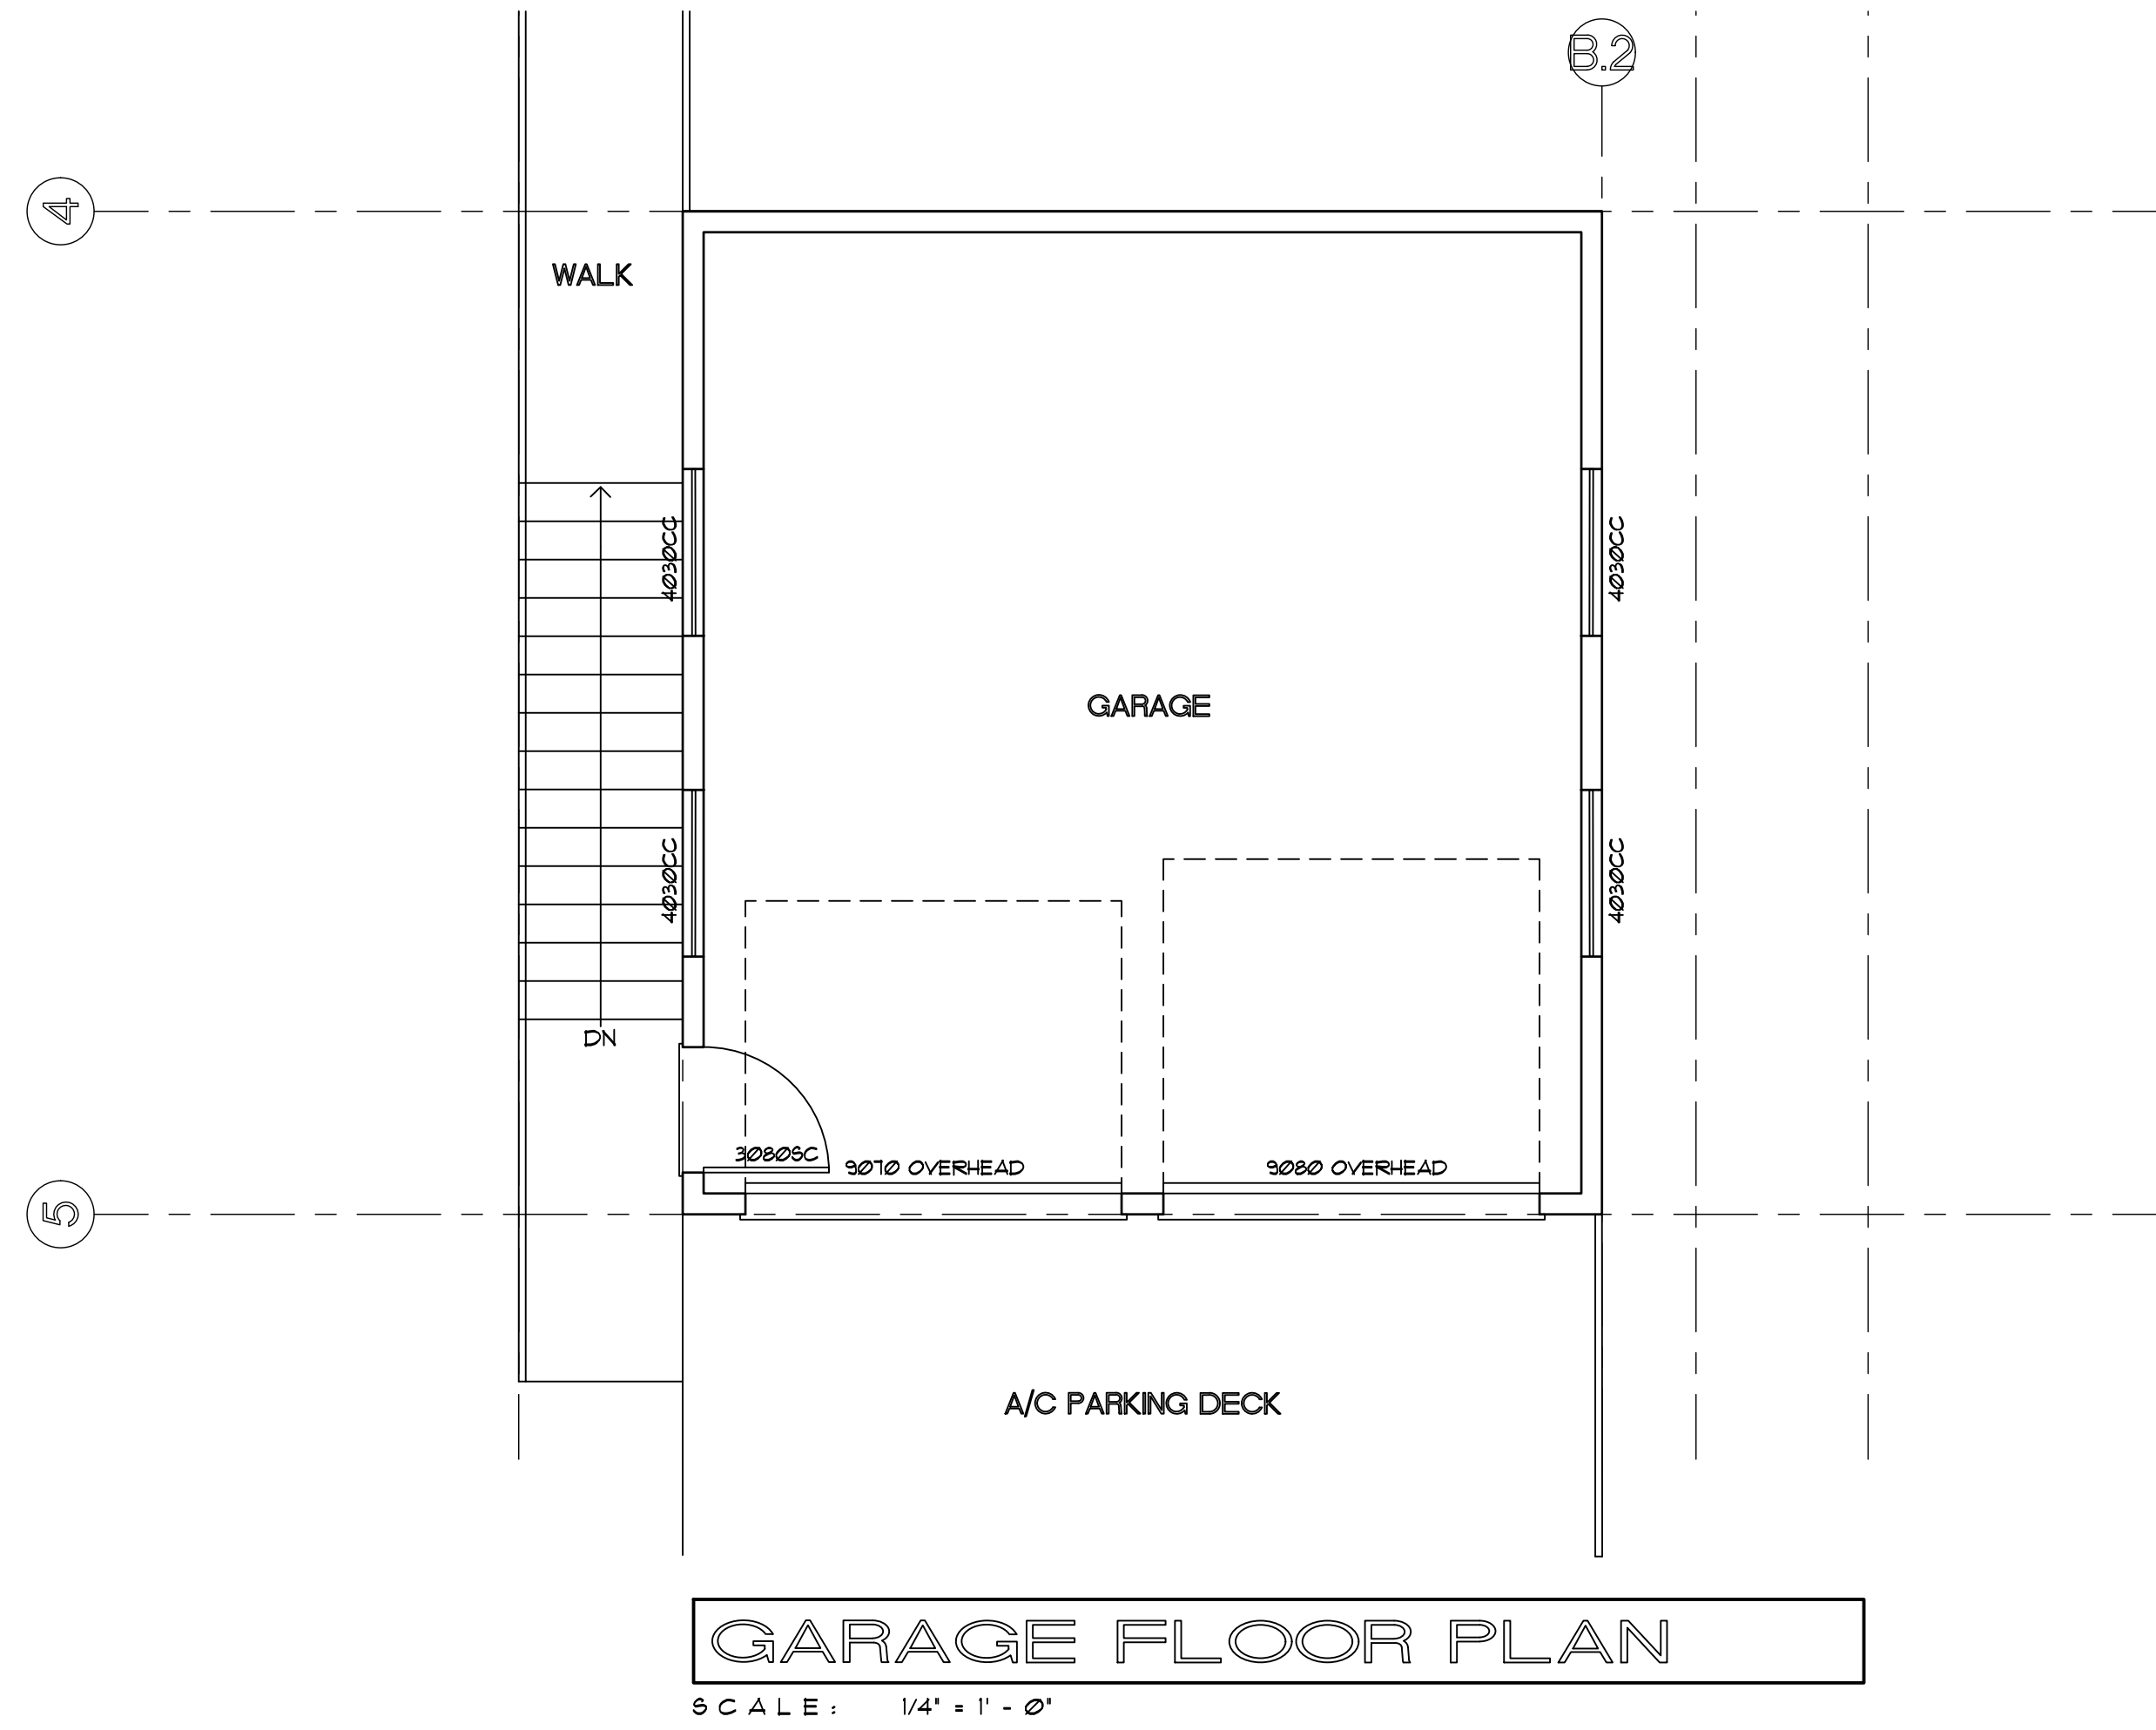 B.2
4
WALK
4030CC
4030CC
GARAGE
4030CC
4030CC
DN
3080SC
9070 OVERHEAD
9080 OVERHEAD
5
A/C PARKING DECK
GARAGE FLOOR PLAN
SCALE: 1/4" = 1' - 0"